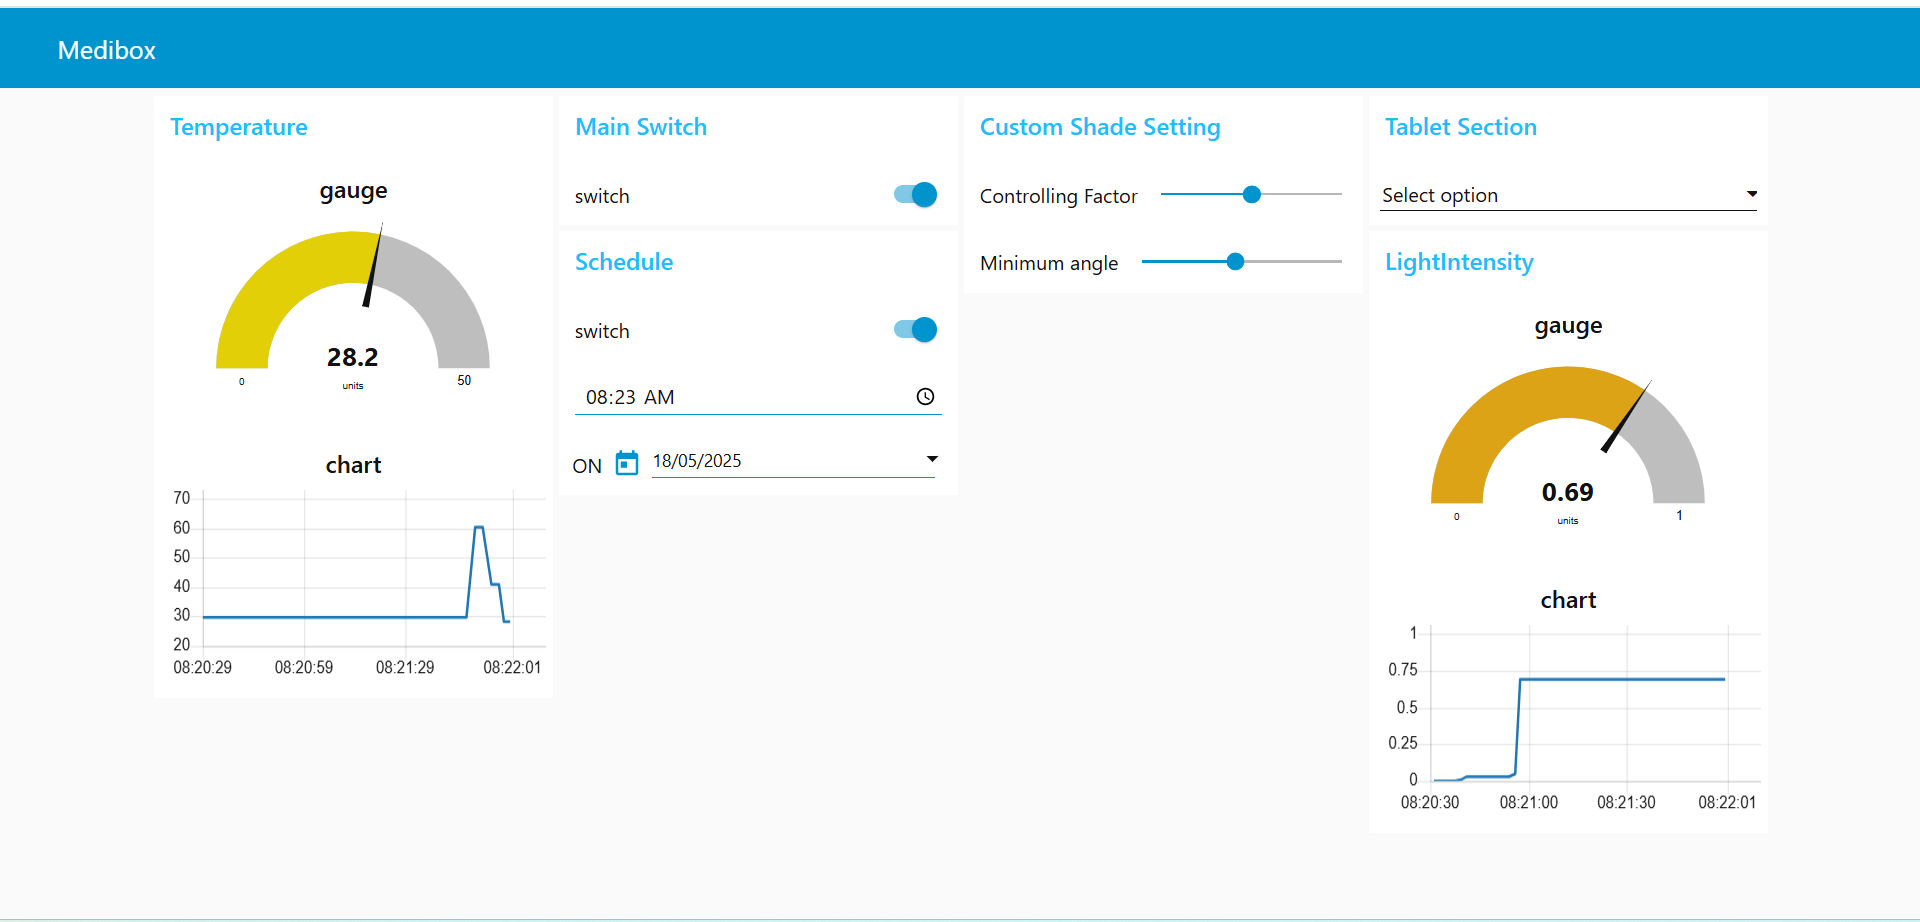 Medibox
Temperature
gauge
28.2
units
0
50
chart
70
60
50
40
30
20
08:20:29 08:20:59 08:21:29 08:22:01
Main Switch
switch
Schedule
switch
08:23 AM
ON 18/05/2025
Custom Shade Setting
Controlling Factor
Minimum angle
Tablet Section
Select option
LightIntensity
gauge
0.69
units
0
1
chart
1
0.75
0.5
0.25
0
08:20:30 08:21:00 08:21:30 08:22:01